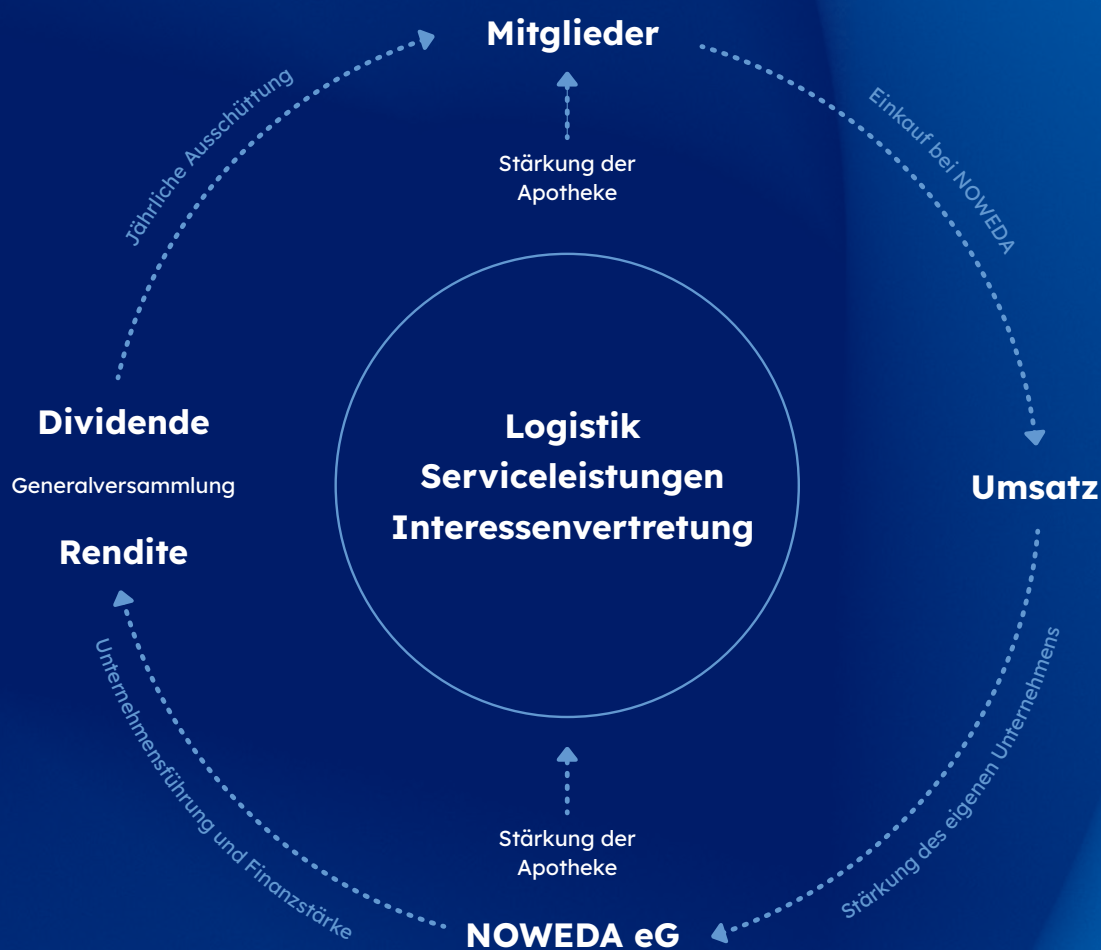 Mitglieder
Jährliche Ausschüttung
Einkauf bei NOWEDA
Stärkung der
Apotheke
Dividende
Generalversammlung
Rendite
Logistik
Serviceleistungen
Interessenvertretung
Umsatz
Unternehmensführung und Finanzstärke
Stärkung des eigenen Unternehmens
Stärkung der
Apotheke
NOWEDA eG